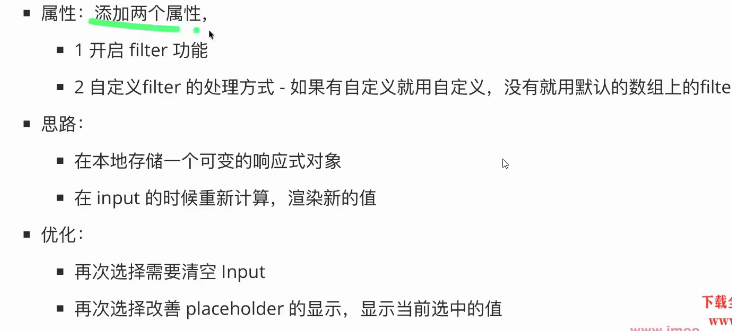 属性：添加两个属性，
1 开启 filter 功能
2 自定义filter 的处理方式 - 如果有自定义就用自定义，没有就用默认的数组上的filte
思路：
在本地存储一个可变的响应式对象
在 input 的时候重新计算，渲染新的值
优化：
再次选择需要清空 Input
再次选择改善 placeholder 的显示，显示当前选中的值
下载
www